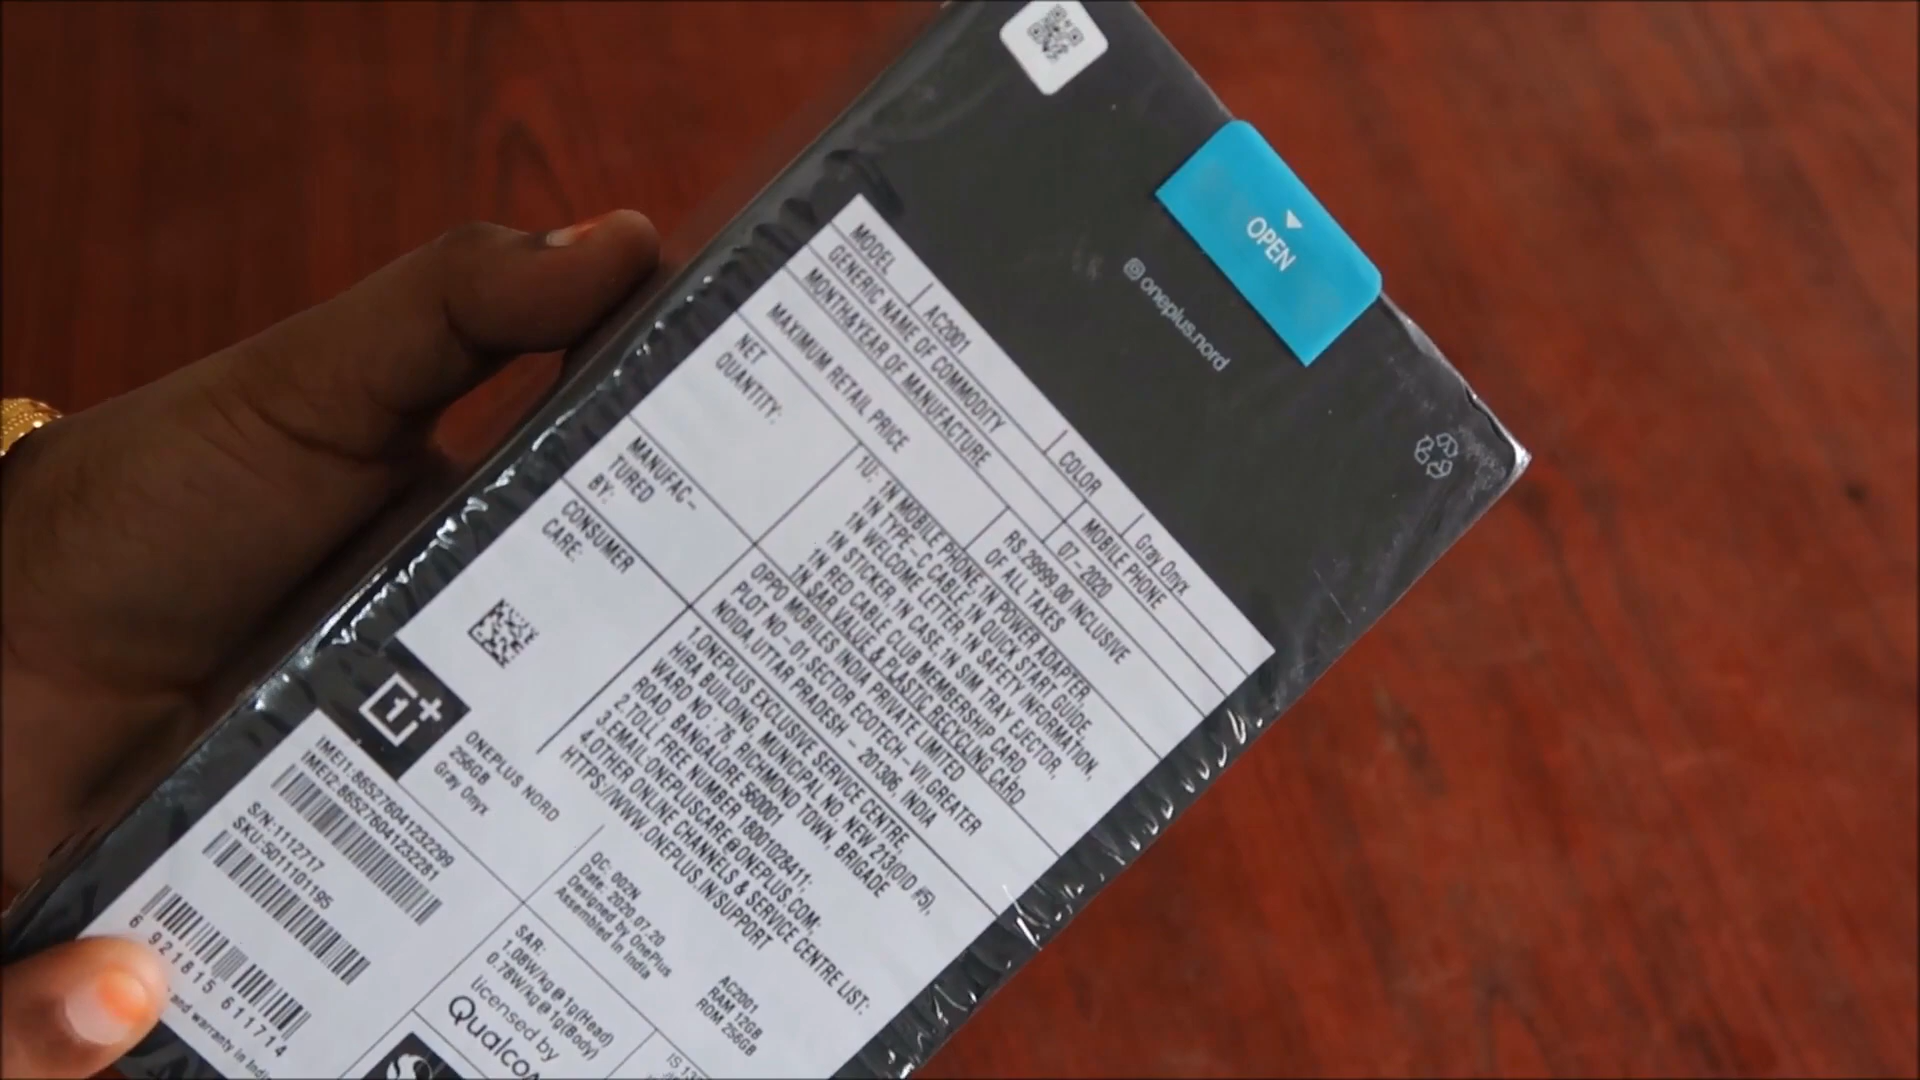 OPEN
oneplus.nord
MODEL
AC2001
COLOR
Gray Onyx
GENERIC NAME OF COMMODITY
MOBILE PHONE
MONTH&YEAR OF MANUFACTURE
07-2020
MAXIMUM RETAIL PRICE
RS.29999.00 INCLUSIVE
OF ALL TAXES
NET
QUANTITY:
1U: 1N MOBILE PHONE,1N POWER ADAPTER,
1N TYPE-C CABLE,1N QUICK START GUIDE,
1N WELCOME LETTER,1N SAFETY INFORMATION,
1N STICKER,1N CASE,1N SIM TRAY EJECTOR,
1N RED CABLE CLUB MEMBERSHIP CARD,
1N SAR VALUE & PLASTIC RECYCLING CARD
MANUFAC-
TURED
BY:
OPPO MOBILES INDIA PRIVATE LIMITED
PLOT NO-01,SECTOR ECOTECH-VII,GREATER
NOIDA,UTTAR PRADESH - 201306, INDIA
CONSUMER
CARE:
1.ONEPLUS EXCLUSIVE SERVICE CENTRE,
HIRA BUILDING, MUNICIPAL NO. NEW 213(OID #5),
WARD NO : 76, RICHMOND TOWN, BRIGADE
ROAD, BANGALORE 560001
2.TOLL FREE NUMBER 18001028411;
3.EMAIL:ONEPLUSCARE@ONEPLUS.COM;
4.OTHER ONLINE CHANNELS & SERVICE CENTRE LIST:
HTTPS://WWW.ONEPLUS.IN/SUPPORT
1+
ONEPLUS NORD
256GB
Gray Onyx
IMEI1:865276041232299
IMEI2:865276041232281
S/N:1112717
SKU:5011101195
6 921815 611714
and warranty in Indi
QC: 002N
Date: 2020.07.20
Designed by OnePlus
Assembled in India
AC2001
RAM 12GB
ROM 256GB
SAR:
1.08W/kg@1g(Head)
0.78W/kg@1g(Body)
licensed by